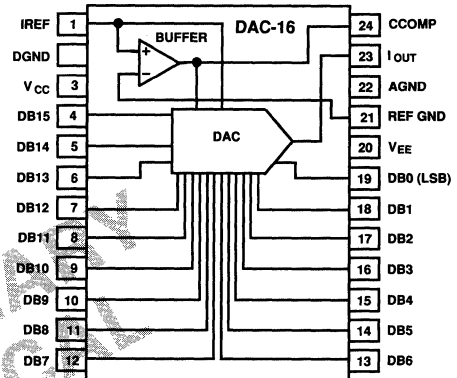 IREF 1 DAC-16 24 CCOMP
BUFFER
DGND 23 IOUT
+
−
VCC 3 22 AGND
DB15 4 21 REF GND
DAC
DB14 5 20 VEE
DB13 6 19 DB0 (LSB)
DB12 7 18 DB1
DB11 8 17 DB2
DB10 9 16 DB3
DB9 10 15 DB4
DB8 11 14 DB5
DB7 12 13 DB6